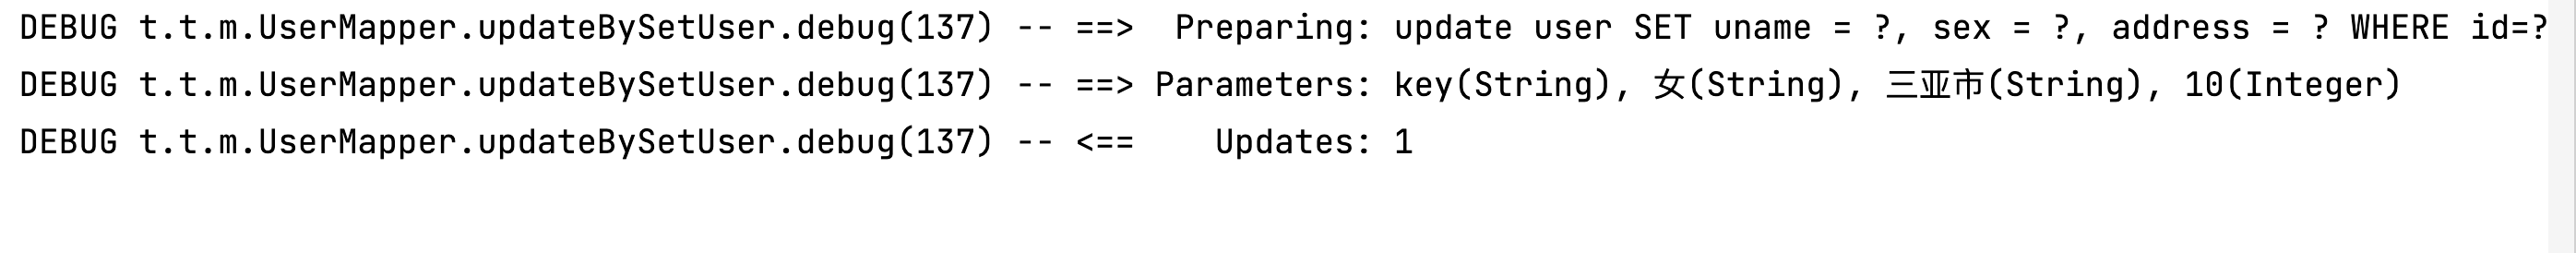 DEBUG t.t.m.UserMapper.updateBySetUser.debug(137) -- ==>  Preparing: update user SET uname = ?, sex = ?, address = ? WHERE id=?
DEBUG t.t.m.UserMapper.updateBySetUser.debug(137) -- ==> Parameters: key(String), 女(String), 三亚市(String), 10(Integer)
DEBUG t.t.m.UserMapper.updateBySetUser.debug(137) -- <==    Updates: 1